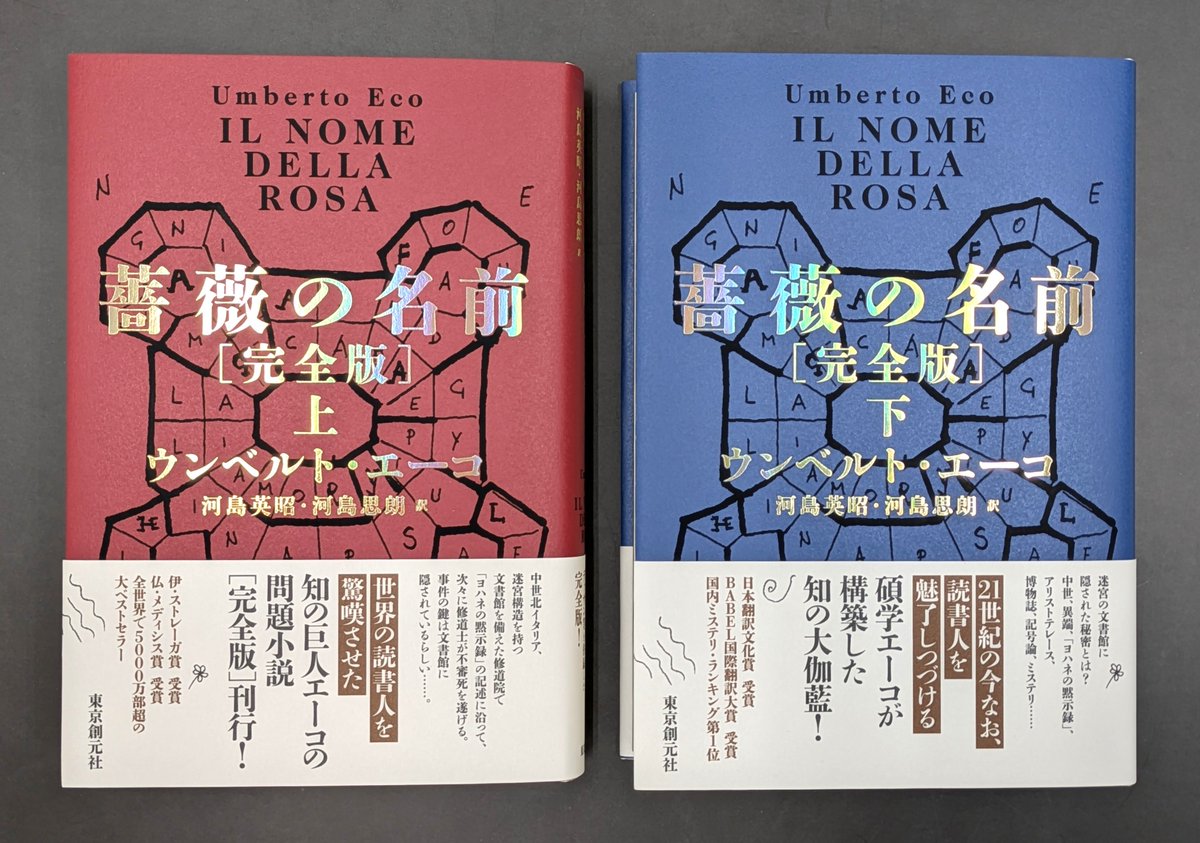 Umberto Eco
IL NOME
DELLA
ROSA
N
E
薔薇の名前
[完全版]
上
ウンベルト・エーコ
河島英昭・河島思朗 訳
中世北イタリア、
迷宮構造を持つ
文書館を備えた修道院で
「ヨハネの黙示録」の記述に沿って、
次々に修道士が不審死を遂げる。
事件の鍵は文書館に
隠されているらしい……。
世界の読書人を
驚嘆させた
知の巨人エーコの
問題小説
[完全版]刊行!
伊・ストレーガ賞 受賞
仏・メディシス賞 受賞
全世界で5000万部超の
大ベストセラー
東京創元社
河島英昭・河島思朗 訳
Umberto Eco
IL NOME
DELLA
ROSA
N
E
薔薇の名前
[完全版]
下
ウンベルト・エーコ
河島英昭・河島思朗 訳
迷宮の文書館に
隠された秘密とは?
中世、異端、「ヨハネの黙示録」、
アリストテレース、
博物誌、記号論、ミステリ……
21世紀の今なお、
読書人を
魅了しつづける
碩学エーコが
構築した
知の大伽藍!
日本翻訳文化賞 受賞
BABEL国際翻訳大賞 受賞
国内ミステリ・ランキング第1位
東京創元社